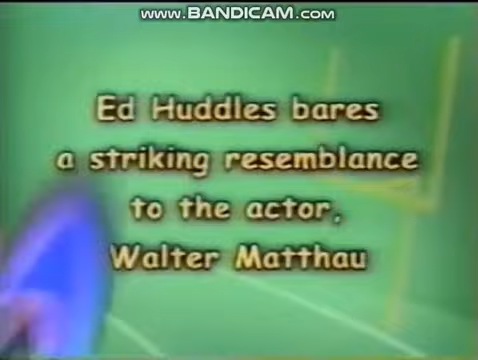 www.BANDICAM.com
Ed Huddles bares
a striking resemblance
to the actor,
Walter Matthau